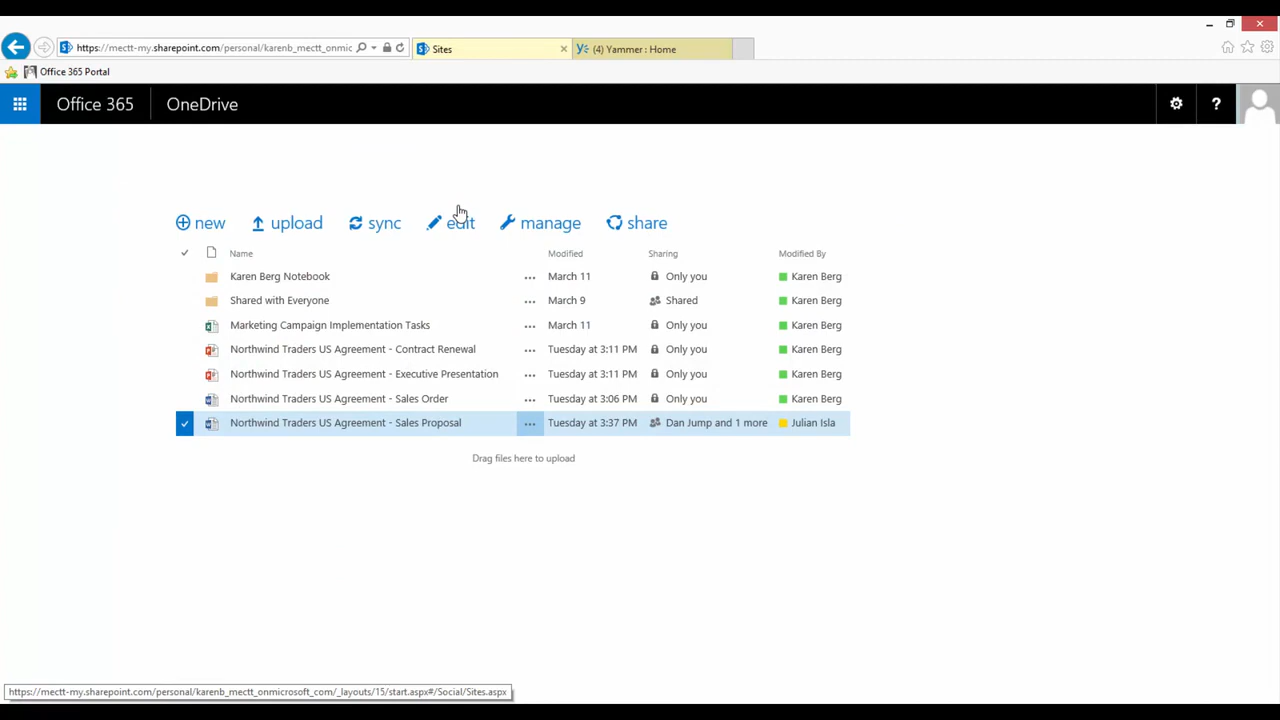 https://mectt-my.sharepoint.com/personal/karenb_mectt_onmic
Sites
(4) Yammer : Home
Office 365 Portal
Office 365
OneDrive
new
upload
sync
edit
manage
share
Name Modified Sharing Modified By
Karen Berg Notebook ... March 11 Only you Karen Berg
Shared with Everyone ... March 9 Shared Karen Berg
Marketing Campaign Implementation Tasks ... March 11 Only you Karen Berg
Northwind Traders US Agreement - Contract Renewal ... Tuesday at 3:11 PM Only you Karen Berg
Northwind Traders US Agreement - Executive Presentation ... Tuesday at 3:11 PM Only you Karen Berg
Northwind Traders US Agreement - Sales Order ... Tuesday at 3:06 PM Only you Karen Berg
Northwind Traders US Agreement - Sales Proposal ... Tuesday at 3:37 PM Dan Jump and 1 more Julian Isla
Drag files here to upload
https://mectt-my.sharepoint.com/personal/karenb_mectt_onmicrosoft_com/_layouts/15/start.aspx#/Social/Sites.aspx